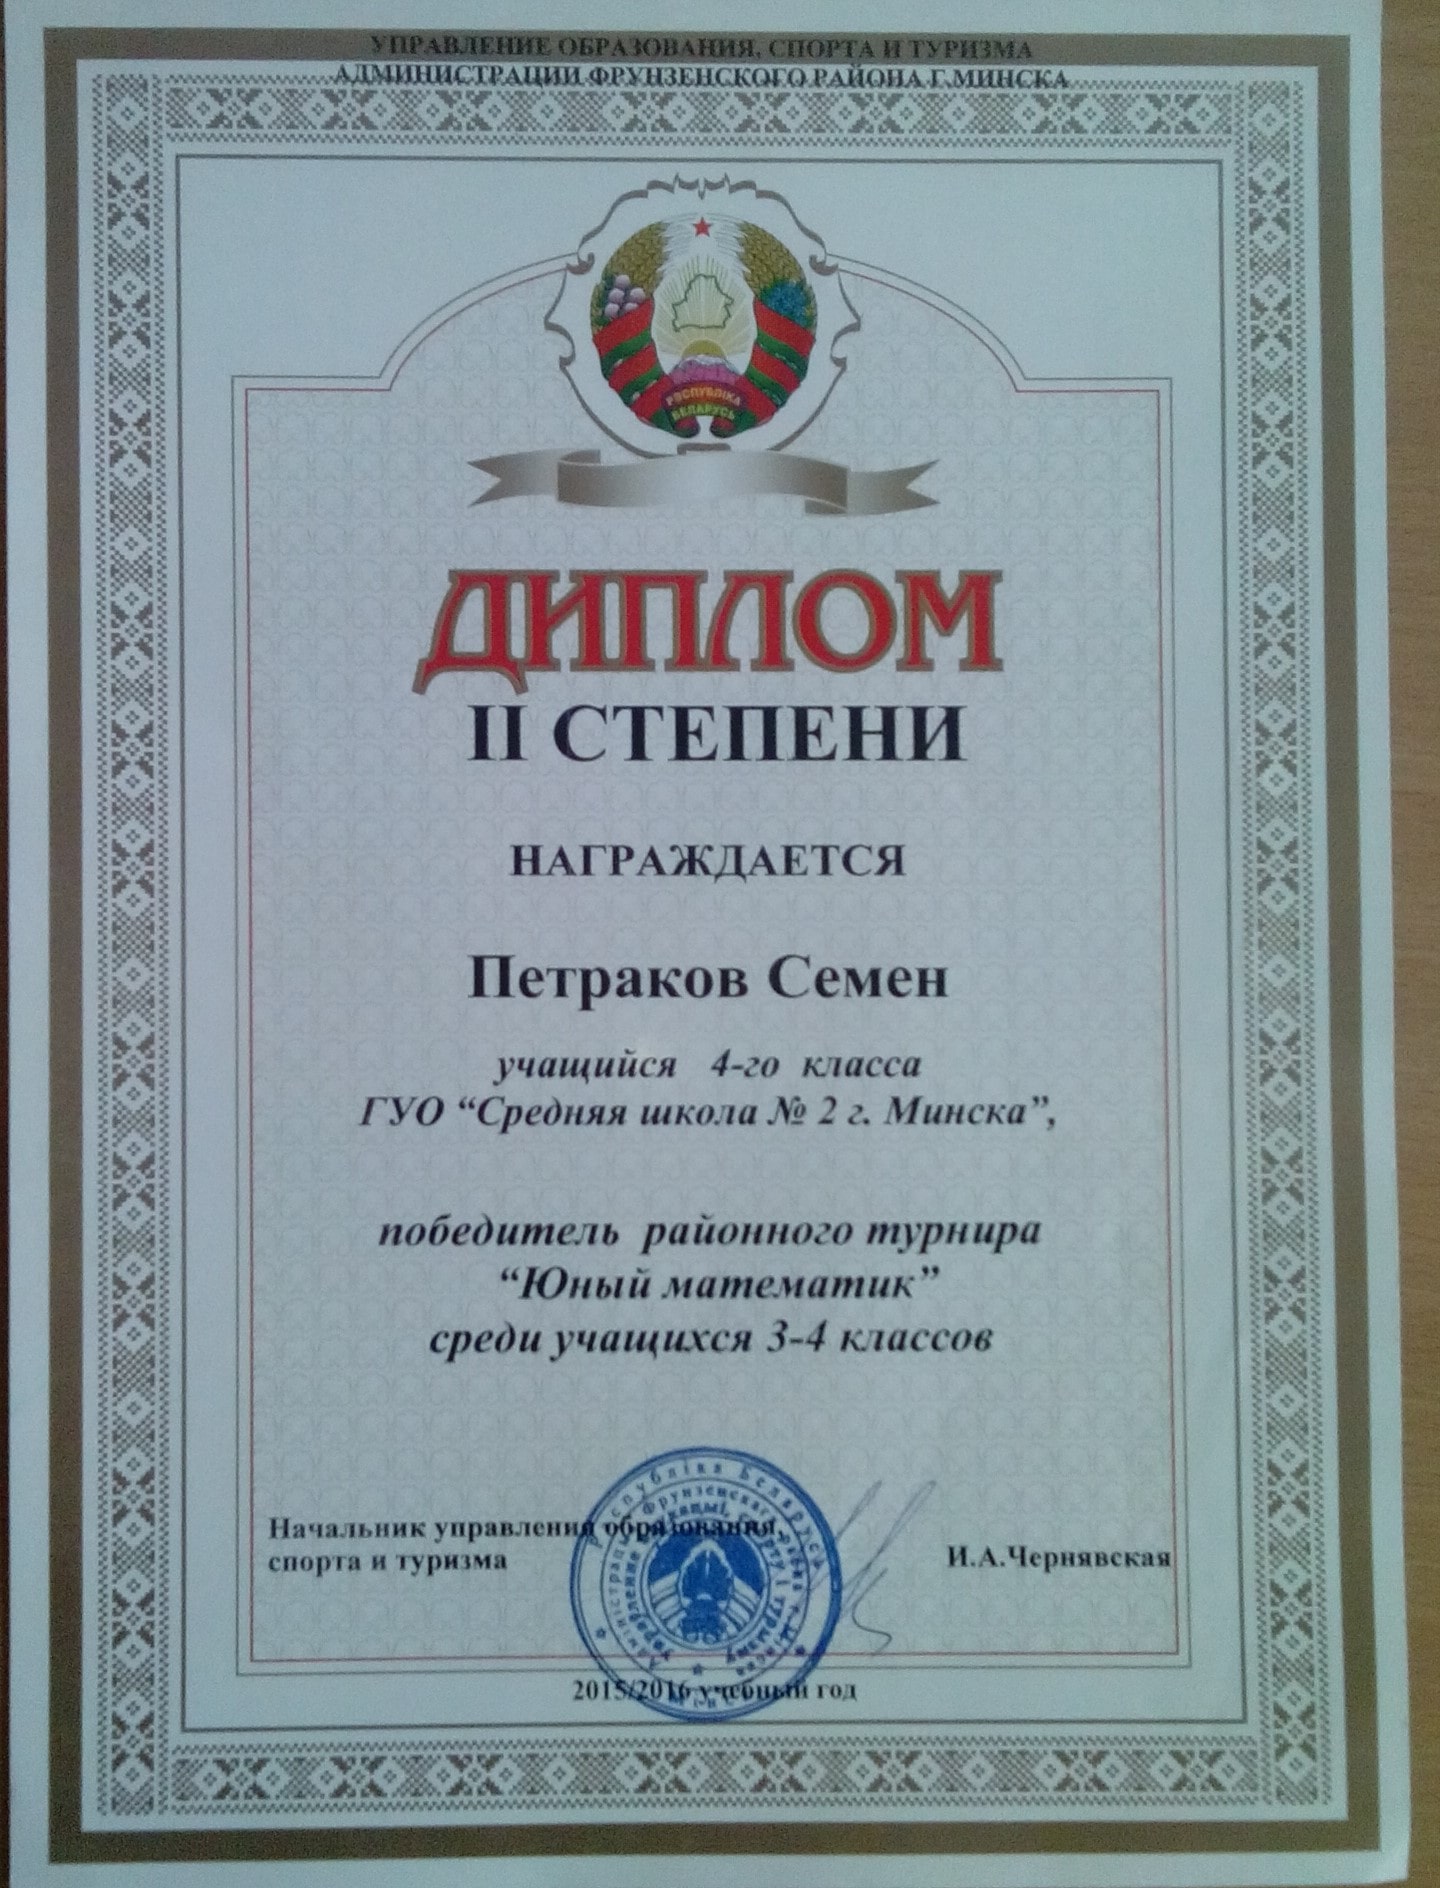 УПРАВЛЕНИЕ ОБРАЗОВАНИЯ, СПОРТА И ТУРИЗМА
АДМИНИСТРАЦИИ ФРУНЗЕНСКОГО РАЙОНА Г.МИНСКА
РЭСПУБЛІКА
БЕЛАРУСЬ
ДИПЛОМ
II СТЕПЕНИ
НАГРАЖДАЕТСЯ
Петраков Семен
учащийся 4-го класса
ГУО “Средняя школа № 2 г. Минска”,
победитель районного турнира
“Юный математик”
среди учащихся 3-4 классов
Начальник управления образования,
спорта и туризма
И.А.Чернявская
Рэспубліка Беларусь
2015/2016 учебный год